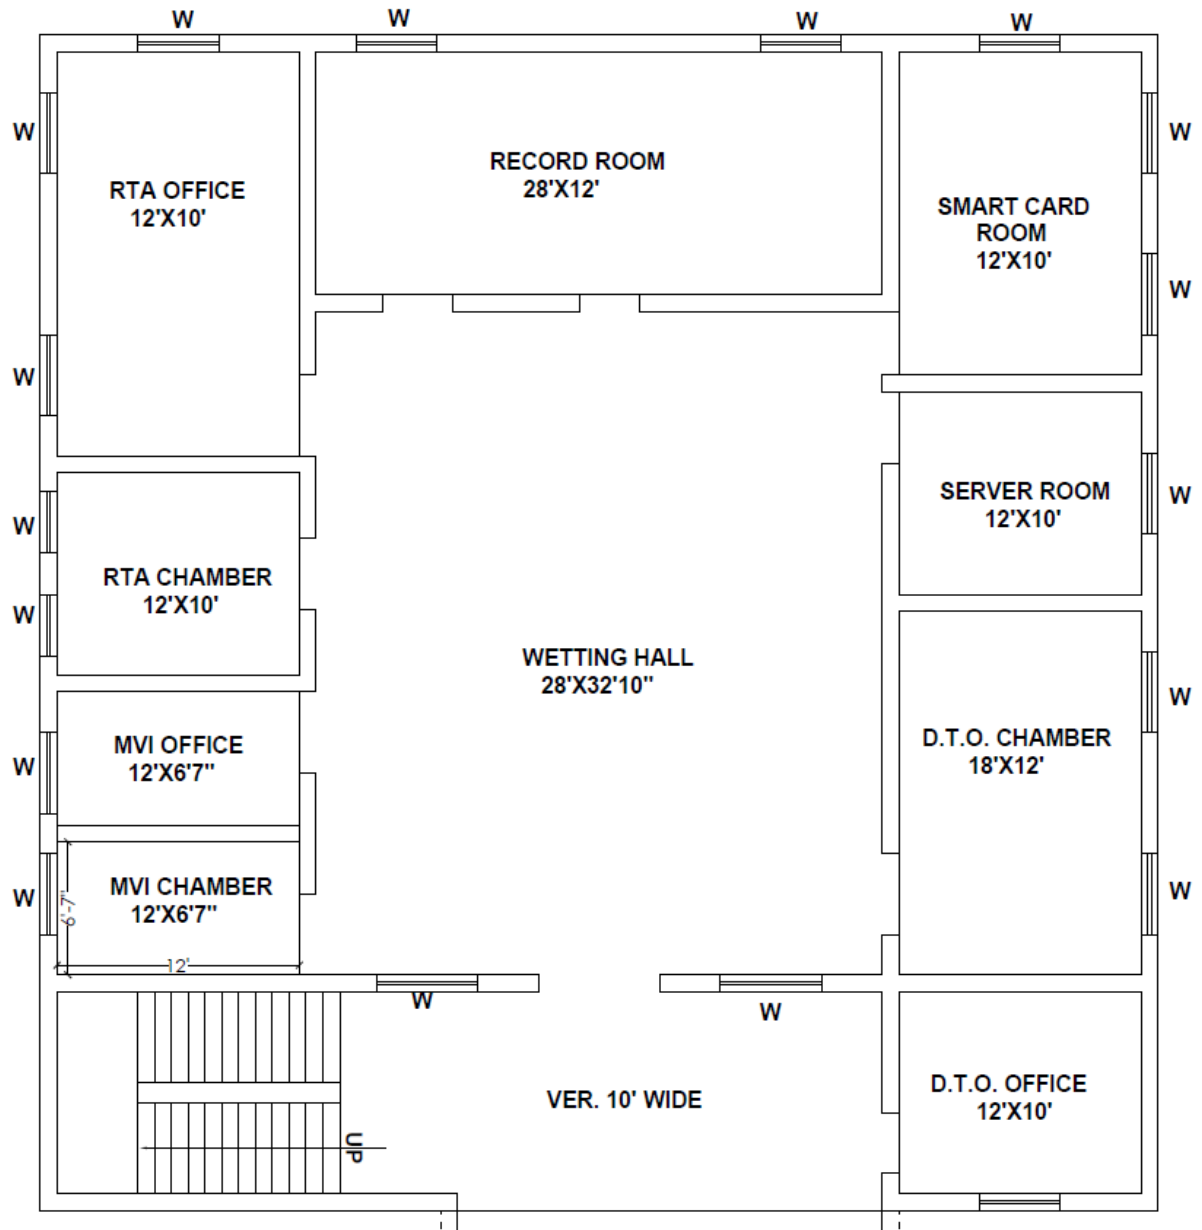 W
W
W
W
W
W
RTA OFFICE
12'X10'
RECORD ROOM
28'X12'
SMART CARD
ROOM
12'X10'
W
W
W
SERVER ROOM
12'X10'
W
W
RTA CHAMBER
12'X10'
W
WETTING HALL
28'X32'10"
W
MVI OFFICE
12'X6'7"
W
D.T.O. CHAMBER
18'X12'
MVI CHAMBER
12'X6'7"
W
6'-7"
12'
W
W
W
VER. 10' WIDE
D.T.O. OFFICE
12'X10'
UP